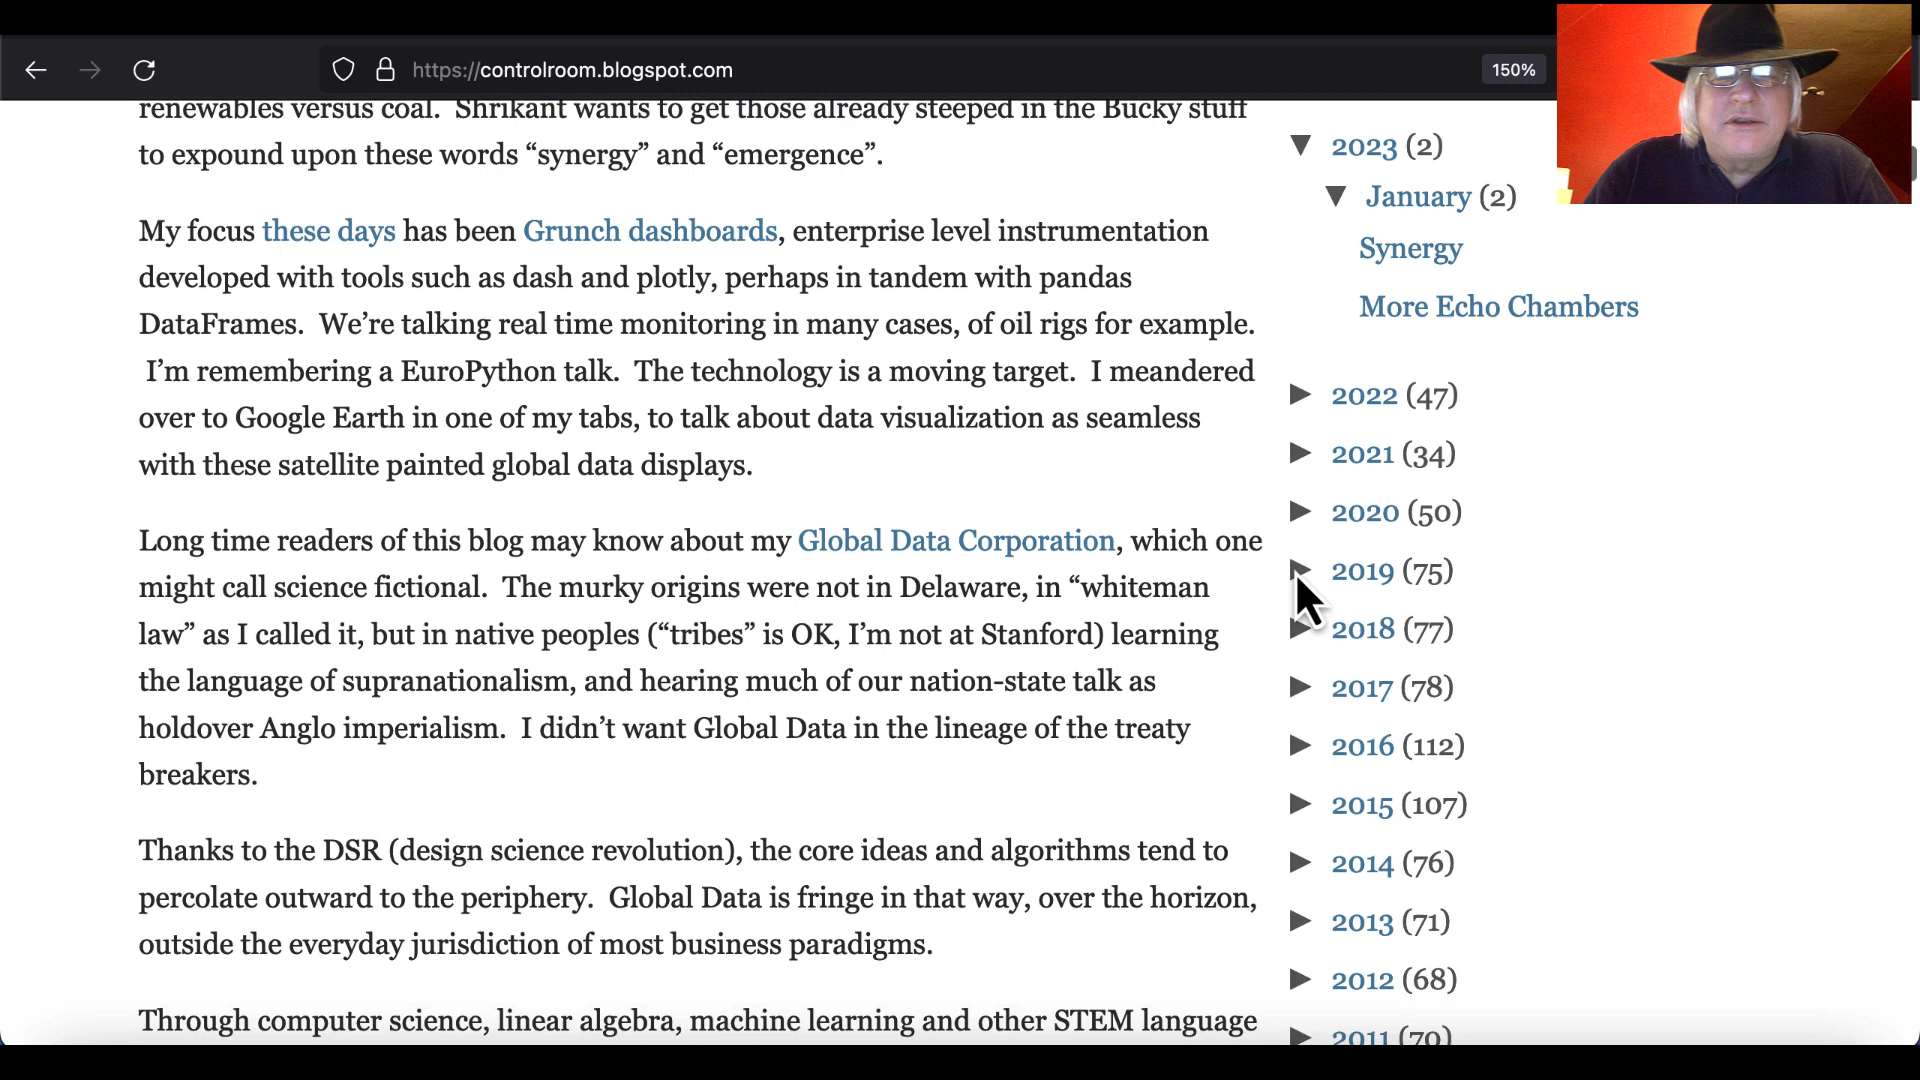 https://controlroom.blogspot.com
150%
renewables versus coal.  Shrikant wants to get those already steeped in the Bucky stuff
to expound upon these words “synergy” and “emergence”.
My focus these days has been Grunch dashboards, enterprise level instrumentation
developed with tools such as dash and plotly, perhaps in tandem with pandas
DataFrames.  We’re talking real time monitoring in many cases, of oil rigs for example.
I’m remembering a EuroPython talk.  The technology is a moving target.  I meandered
over to Google Earth in one of my tabs, to talk about data visualization as seamless
with these satellite painted global data displays.
Long time readers of this blog may know about my Global Data Corporation, which one
might call science fictional.  The murky origins were not in Delaware, in “whiteman
law” as I called it, but in native peoples (“tribes” is OK, I’m not at Stanford) learning
the language of supranationalism, and hearing much of our nation-state talk as
holdover Anglo imperialism.  I didn’t want Global Data in the lineage of the treaty
breakers.
Thanks to the DSR (design science revolution), the core ideas and algorithms tend to
percolate outward to the periphery.  Global Data is fringe in that way, over the horizon,
outside the everyday jurisdiction of most business paradigms.
Through computer science, linear algebra, machine learning and other STEM language
▼ 2023 (2)
▼ January (2)
Synergy
More Echo Chambers
► 2022 (47)
► 2021 (34)
► 2020 (50)
► 2019 (75)
► 2018 (77)
► 2017 (78)
► 2016 (112)
► 2015 (107)
► 2014 (76)
► 2013 (71)
► 2012 (68)
► 2011 (70)